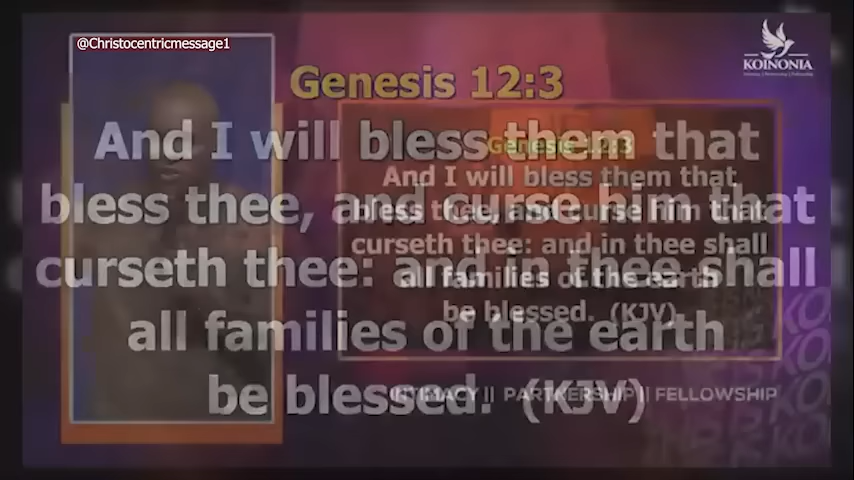 @Christocentricmessage1
KOINONIA
Genesis 12:3
And I will bless them that
bless thee, and curse him that
curseth thee: and in thee shall
all families of the earth
be blessed. (KJV)
Genesis 12:3
And I will bless them that
bless thee, and curse him that
curseth thee: and in thee shall
all families of the earth
be blessed. (KJV)
INTIMACY || PARTNERSHIP || FELLOWSHIP